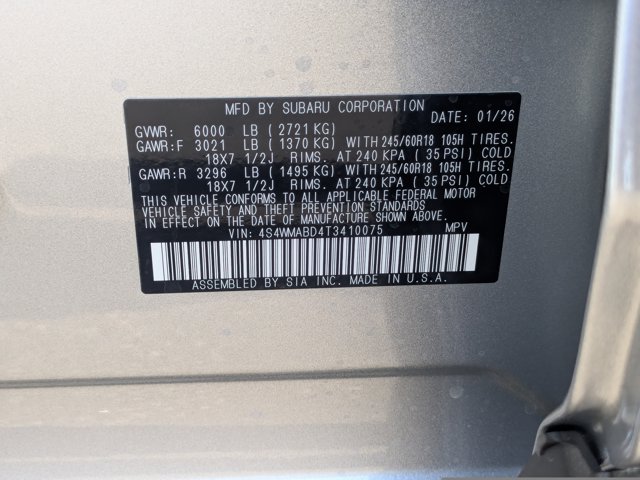 MFD BY SUBARU CORPORATION DATE: 01/26
GVWR: 6000 LB ( 2721 KG)
GAWR:F 3021 LB ( 1370 KG) WITH 245/60R18 105H TIRES.
18X7 1/2J RIMS. AT 240 KPA ( 35 PSI) COLD
GAWR:R 3296 LB ( 1495 KG) WITH 245/60R18 105H TIRES.
18X7 1/2J RIMS. AT 240 KPA ( 35 PSI) COLD
THIS VEHICLE CONFORMS TO ALL APPLICABLE FEDERAL MOTOR
VEHICLE SAFETY AND THEFT PREVENTION STANDARDS
IN EFFECT ON THE DATE OF MANUFACTURE SHOWN ABOVE.
VIN: 4S4WMABD4T3410075 MPV
ASSEMBLED BY SIA INC. MADE IN U.S.A.